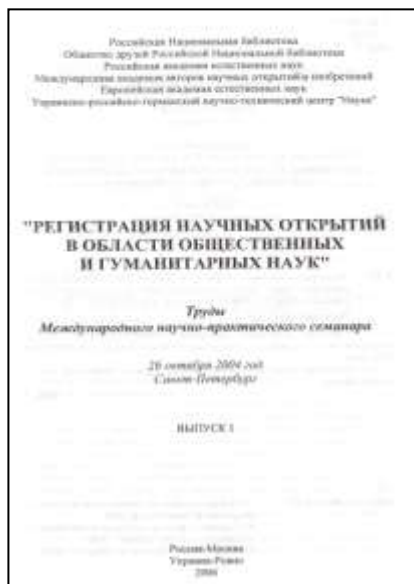 Российская Национальная библиотека
Общество друзей Российской Национальной библиотеки
Российская академия естественных наук
Международная академия авторов научных открытий и изобретений
Европейская академия естественных наук
Украинско-российско-германский научно-технический центр "Наука"
"РЕГИСТРАЦИЯ НАУЧНЫХ ОТКРЫТИЙ
В ОБЛАСТИ ОБЩЕСТВЕННЫХ
И ГУМАНИТАРНЫХ НАУК"
Труды
Международного научно-практического семинара
26 октября 2004 год
Санкт-Петербург
ВЫПУСК 1
Россия-Москва
Украина-Ровно
2006